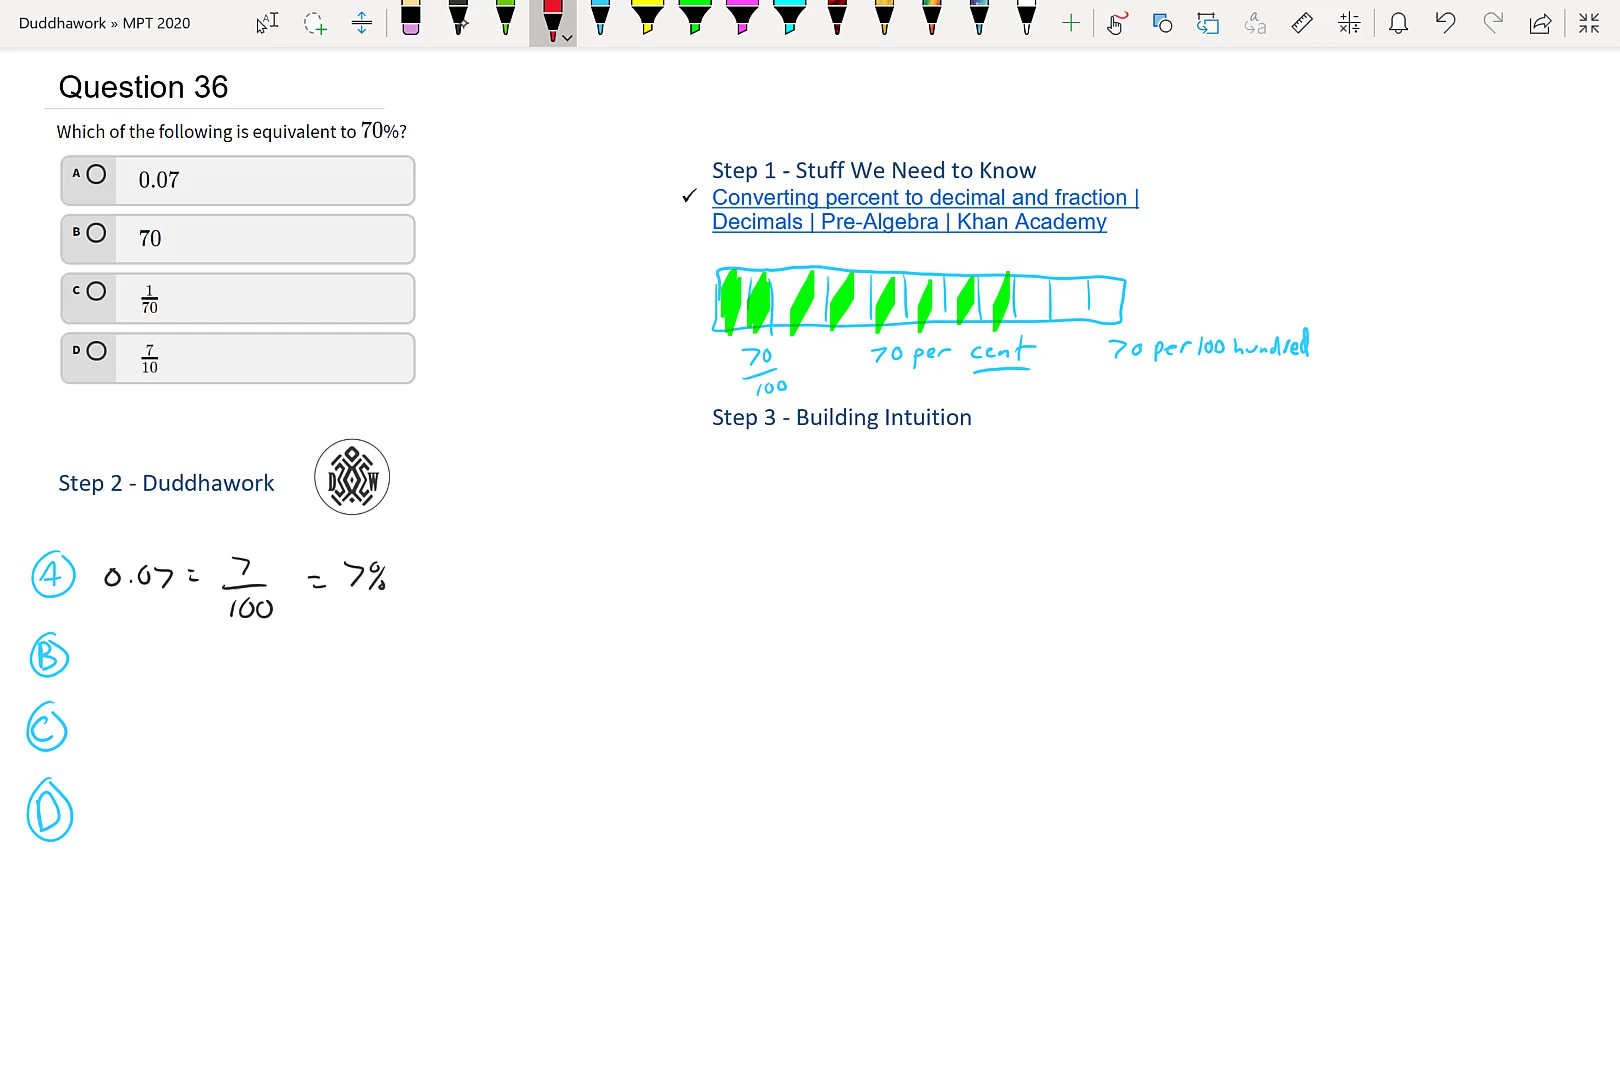 Duddhawork » MPT 2020
Question 36
Which of the following is equivalent to 70%?
A 0.07
B 70
C 1/70
D 7/10
Step 1 - Stuff We Need to Know
✓ Converting percent to decimal and fraction |
Decimals | Pre-Algebra | Khan Academy
70/100 70 per cent 70 per 100 hundred
Step 3 - Building Intuition
Step 2 - Duddhawork
D W
A 0.07 = 7/100 = 7%
B
C
D